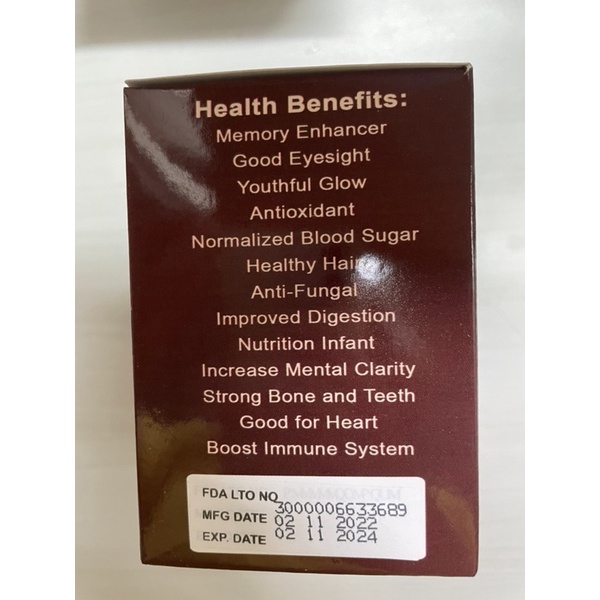 Health Benefits:
Memory Enhancer
Good Eyesight
Youthful Glow
Antioxidant
Normalized Blood Sugar
Healthy Hair
Anti-Fungal
Improved Digestion
Nutrition Infant
Increase Mental Clarity
Strong Bone and Teeth
Good for Heart
Boost Immune System
FDA LTO NO 3000006633689
MFG DATE 02 11 2022
EXP. DATE 02 11 2024